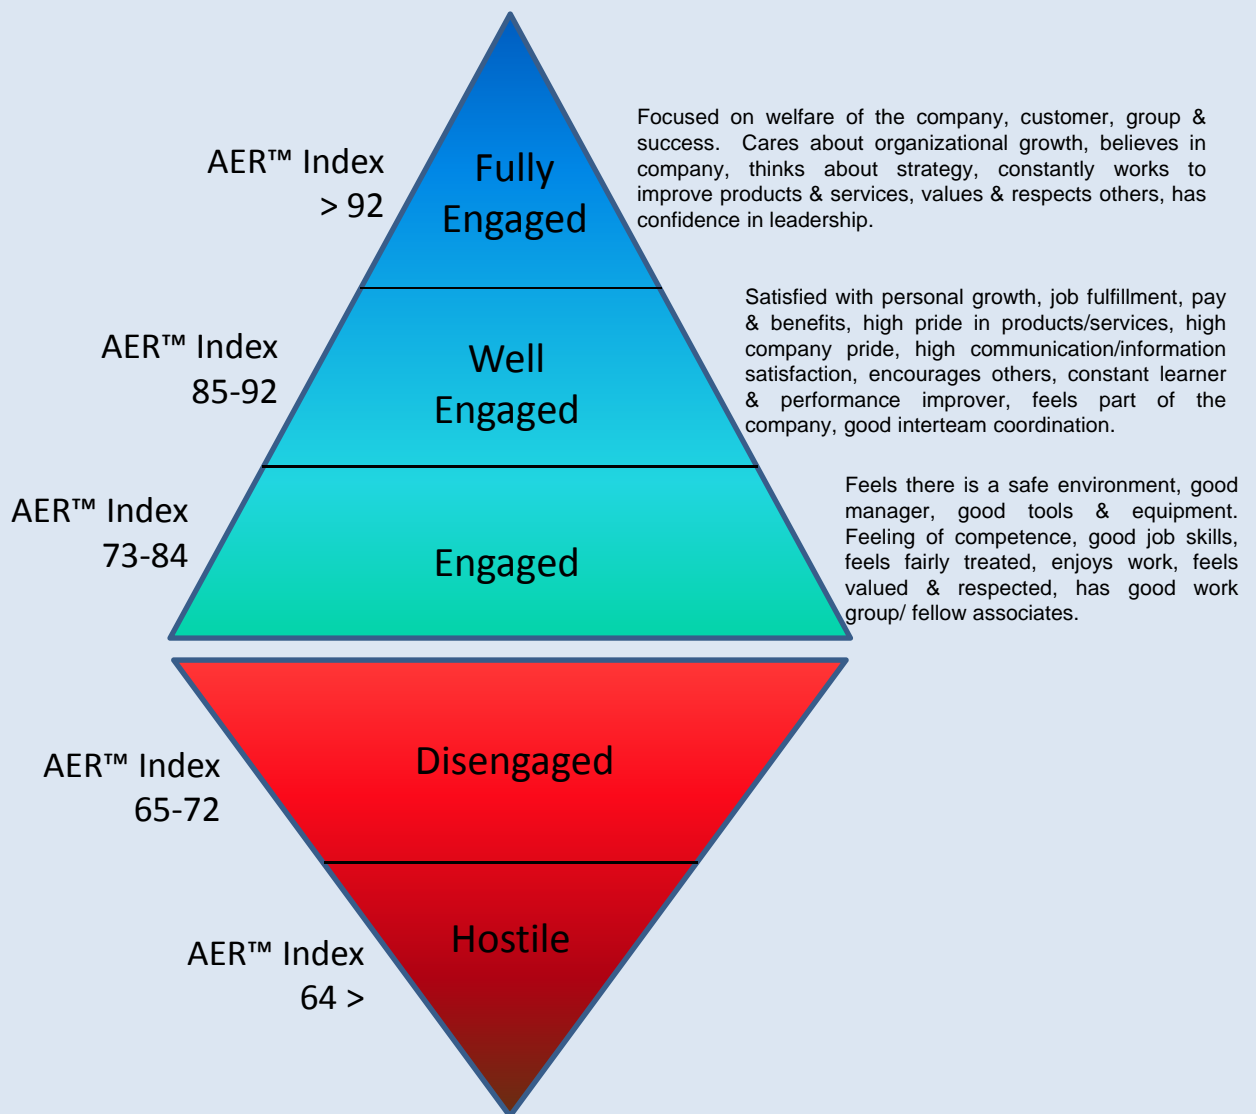 AER™ Index
> 92
Fully
Engaged
Focused on welfare of the company, customer, group &
success. Cares about organizational growth, believes in
company, thinks about strategy, constantly works to
improve products & services, values & respects others, has
confidence in leadership.
AER™ Index
85-92
Well
Engaged
Satisfied with personal growth, job fulfillment, pay
& benefits, high pride in products/services, high
company pride, high communication/information
satisfaction, encourages others, constant learner
& performance improver, feels part of the
company, good interteam coordination.
AER™ Index
73-84
Engaged
Feels there is a safe environment, good
manager, good tools & equipment.
Feeling of competence, good job skills,
feels fairly treated, enjoys work, feels
valued & respected, has good work
group/ fellow associates.
AER™ Index
65-72
Disengaged
AER™ Index
64 >
Hostile